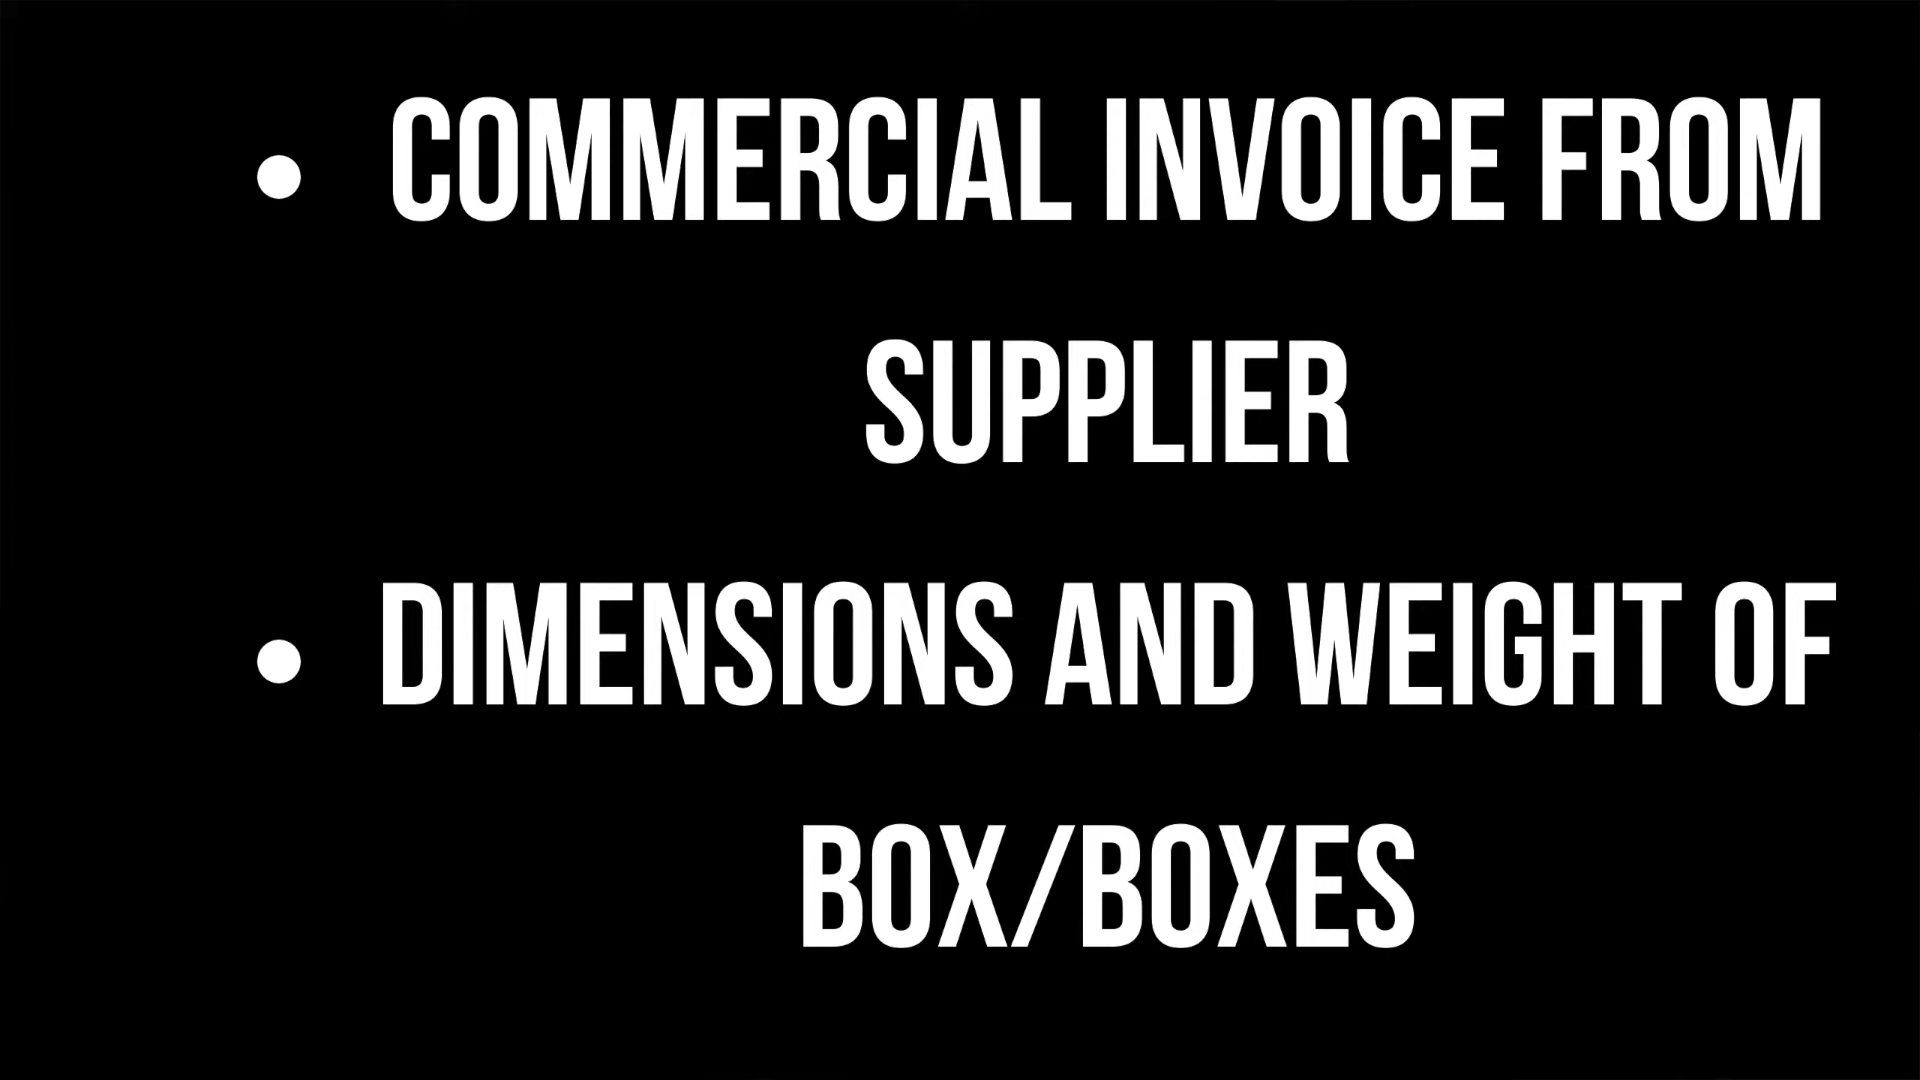 • COMMERCIAL INVOICE FROM
SUPPLIER
• DIMENSIONS AND WEIGHT OF
BOX/BOXES